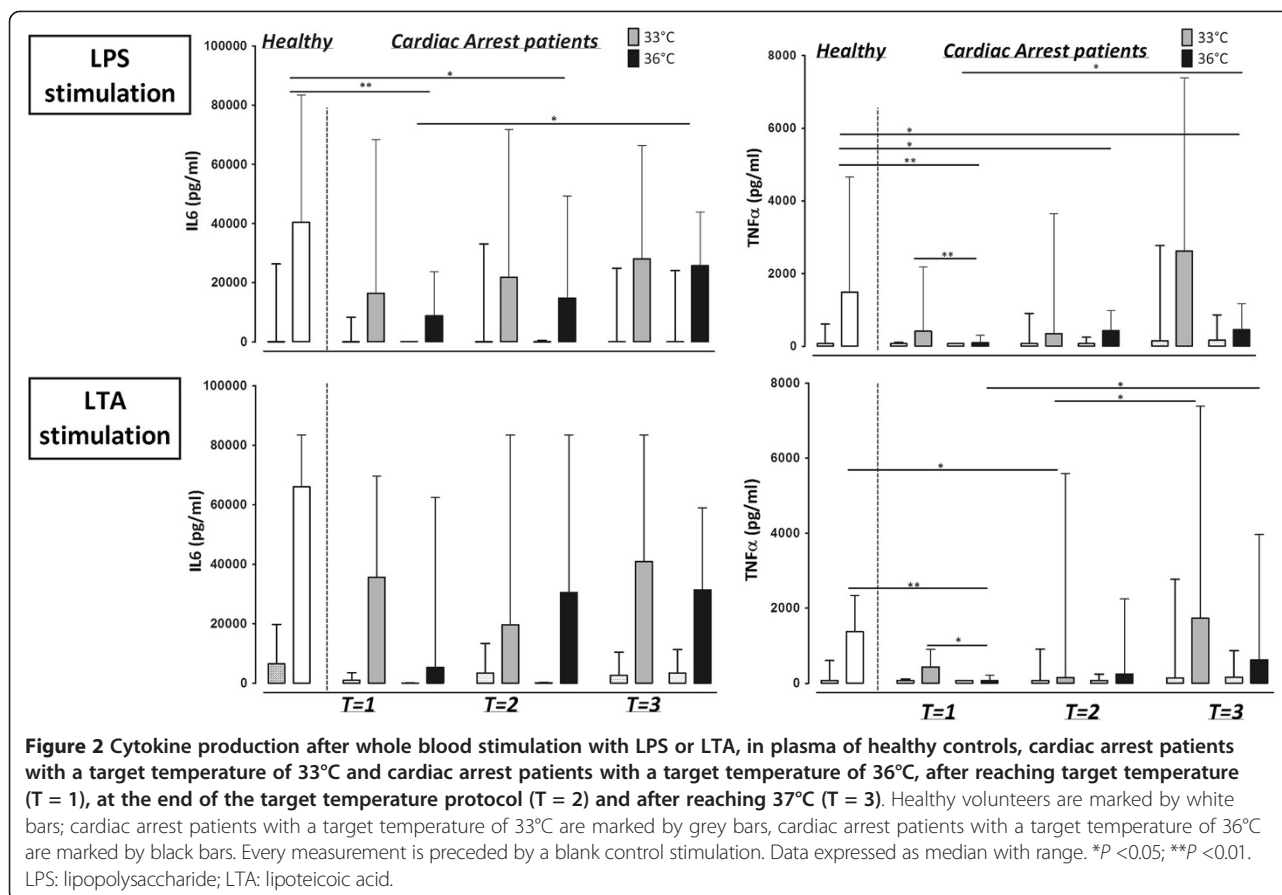 LPS
stimulation
Healthy
Cardiac Arrest patients
33°C
36°C
100000
80000
60000
40000
20000
0
IL6 (pg/ml)
*
**
*
Healthy
Cardiac Arrest patients
33°C
36°C
8000
6000
4000
2000
0
TNFα (pg/ml)
*
*
*
**
**
LTA
stimulation
100000
80000
60000
40000
20000
0
IL6 (pg/ml)
T=1
T=2
T=3
8000
6000
4000
2000
0
TNFα (pg/ml)
*
*
*
**
*
T=1
T=2
T=3
Figure 2 Cytokine production after whole blood stimulation with LPS or LTA, in plasma of healthy controls, cardiac arrest patients
with a target temperature of 33°C and cardiac arrest patients with a target temperature of 36°C, after reaching target temperature
(T = 1), at the end of the target temperature protocol (T = 2) and after reaching 37°C (T = 3). Healthy volunteers are marked by white
bars; cardiac arrest patients with a target temperature of 33°C are marked by grey bars, cardiac arrest patients with a target temperature of 36°C
are marked by black bars. Every measurement is preceded by a blank control stimulation. Data expressed as median with range. *P <0.05; **P <0.01.
LPS: lipopolysaccharide; LTA: lipoteicoic acid.